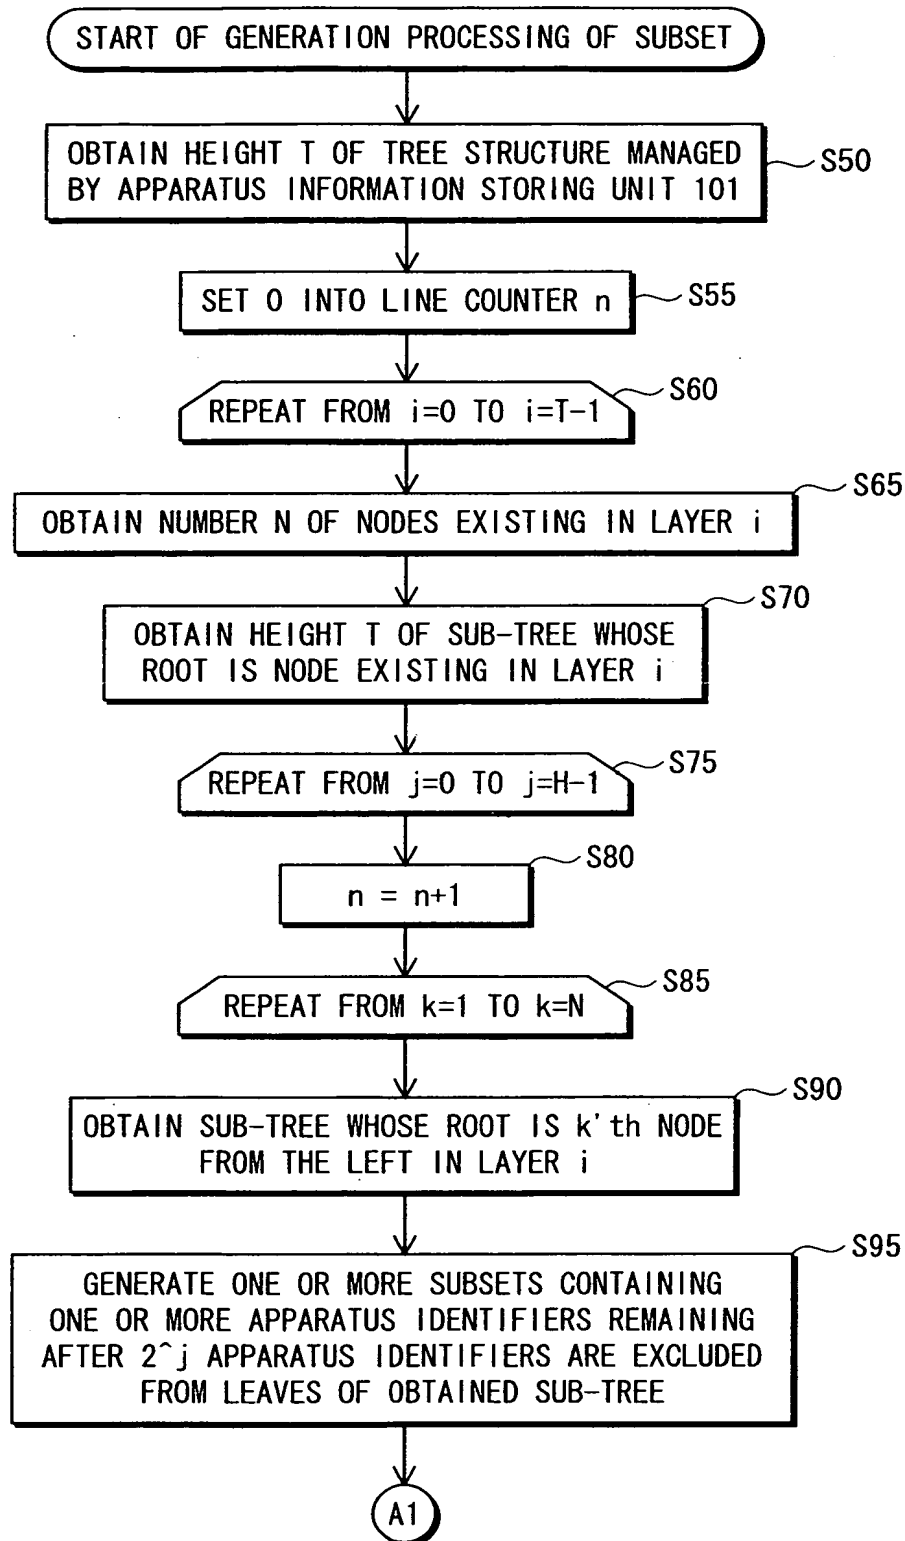 START OF GENERATION PROCESSING OF SUBSET
OBTAIN HEIGHT T OF TREE STRUCTURE MANAGED
BY APPARATUS INFORMATION STORING UNIT 101
S50
SET 0 INTO LINE COUNTER n
S55
REPEAT FROM i=0 TO i=T-1
S60
OBTAIN NUMBER N OF NODES EXISTING IN LAYER i
S65
OBTAIN HEIGHT T OF SUB-TREE WHOSE
ROOT IS NODE EXISTING IN LAYER i
S70
REPEAT FROM j=0 TO j=H-1
S75
n = n+1
S80
REPEAT FROM k=1 TO k=N
S85
OBTAIN SUB-TREE WHOSE ROOT IS k'th NODE
FROM THE LEFT IN LAYER i
S90
GENERATE ONE OR MORE SUBSETS CONTAINING
ONE OR MORE APPARATUS IDENTIFIERS REMAINING
AFTER 2^j APPARATUS IDENTIFIERS ARE EXCLUDED
FROM LEAVES OF OBTAINED SUB-TREE
S95
A1